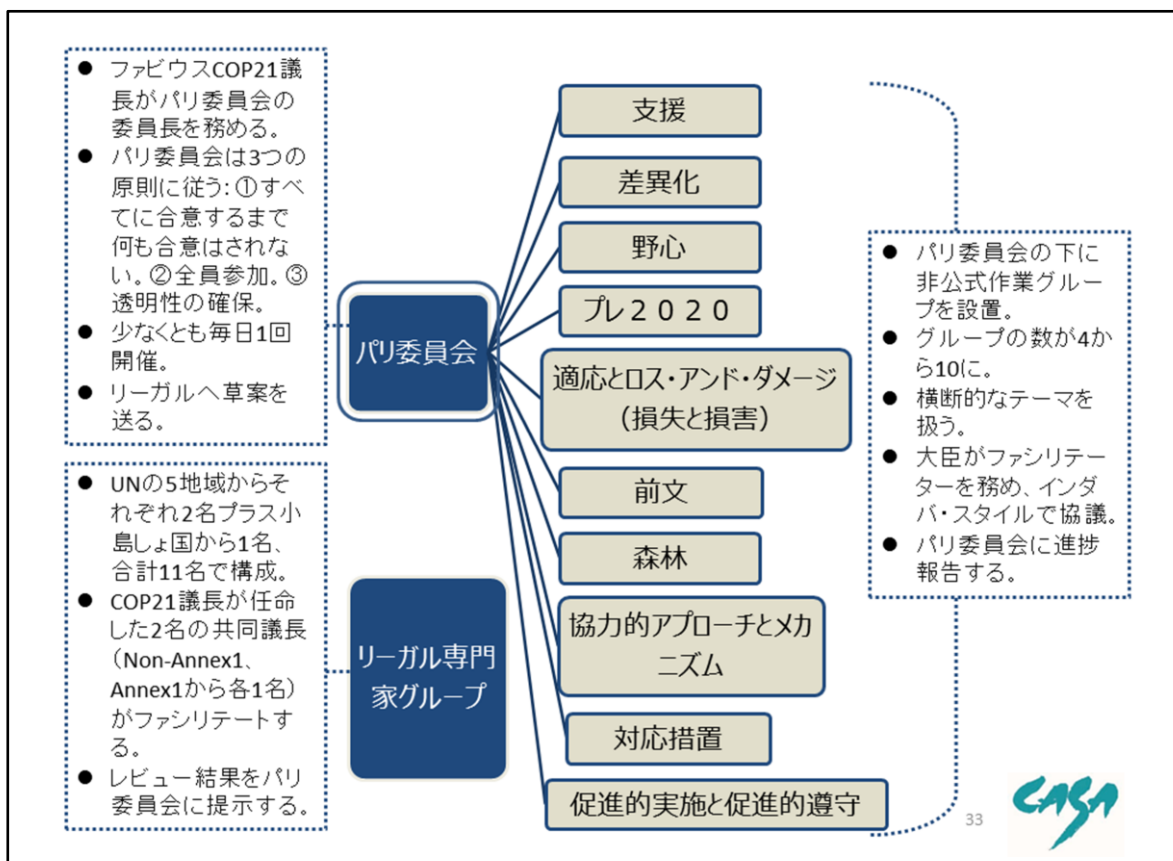 ● ファビウスCOP21議
長がパリ委員会の
委員長を務める。
● パリ委員会は3つの
原則に従う：①すべ
てに合意するまで
何も合意はされな
い。②全員参加。③
透明性の確保。
● 少なくとも毎日1回
開催。
● リーガルへ草案を
送る。
● UNの5地域からそ
れぞれ2名プラス小
島しょ国から1名、
合計11名で構成。
● COP21議長が任命
した2名の共同議長
（Non-Annex1、
Annex1から各1名）
がファシリテートす
る。
● レビュー結果をパリ
委員会に提示する。
パリ委員会
リーガル専門
家グループ
支援
差異化
野心
プレ２０２０
適応とロス・アンド・ダメージ
（損失と損害）
前文
森林
協力的アプローチとメカ
ニズム
対応措置
促進的実施と促進的遵守
● パリ委員会の下に
非公式作業グルー
プを設置。
● グループの数が4か
ら10に。
● 横断的なテーマを
扱う。
● 大臣がファシリテー
ターを務め、インダ
バ・スタイルで協議。
● パリ委員会に進捗
報告する。
33
CASA